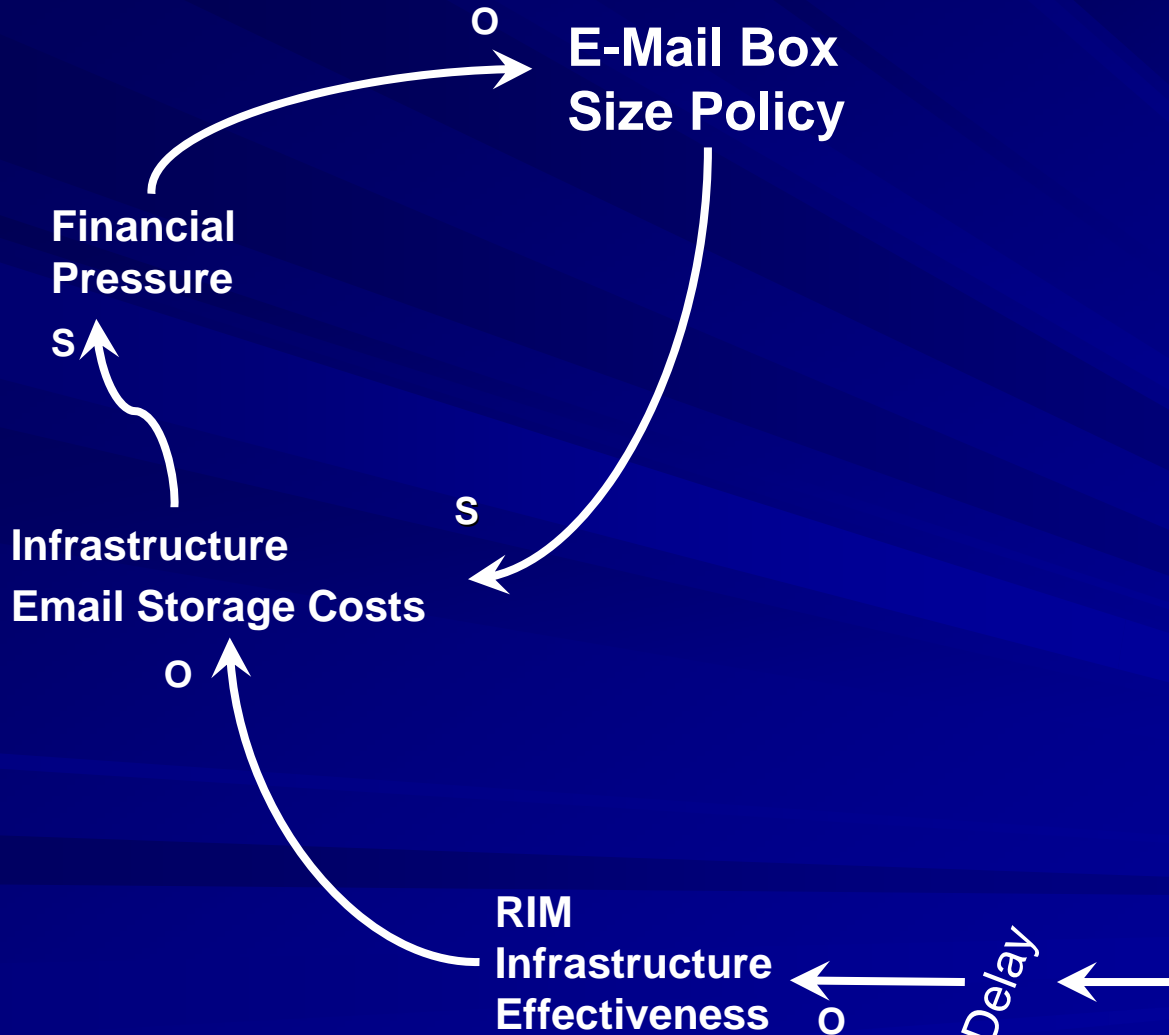 O
E-Mail Box
Size Policy
Financial
Pressure
S
S
Infrastructure
Email Storage Costs
O
RIM
Infrastructure
Effectiveness
O
Delay